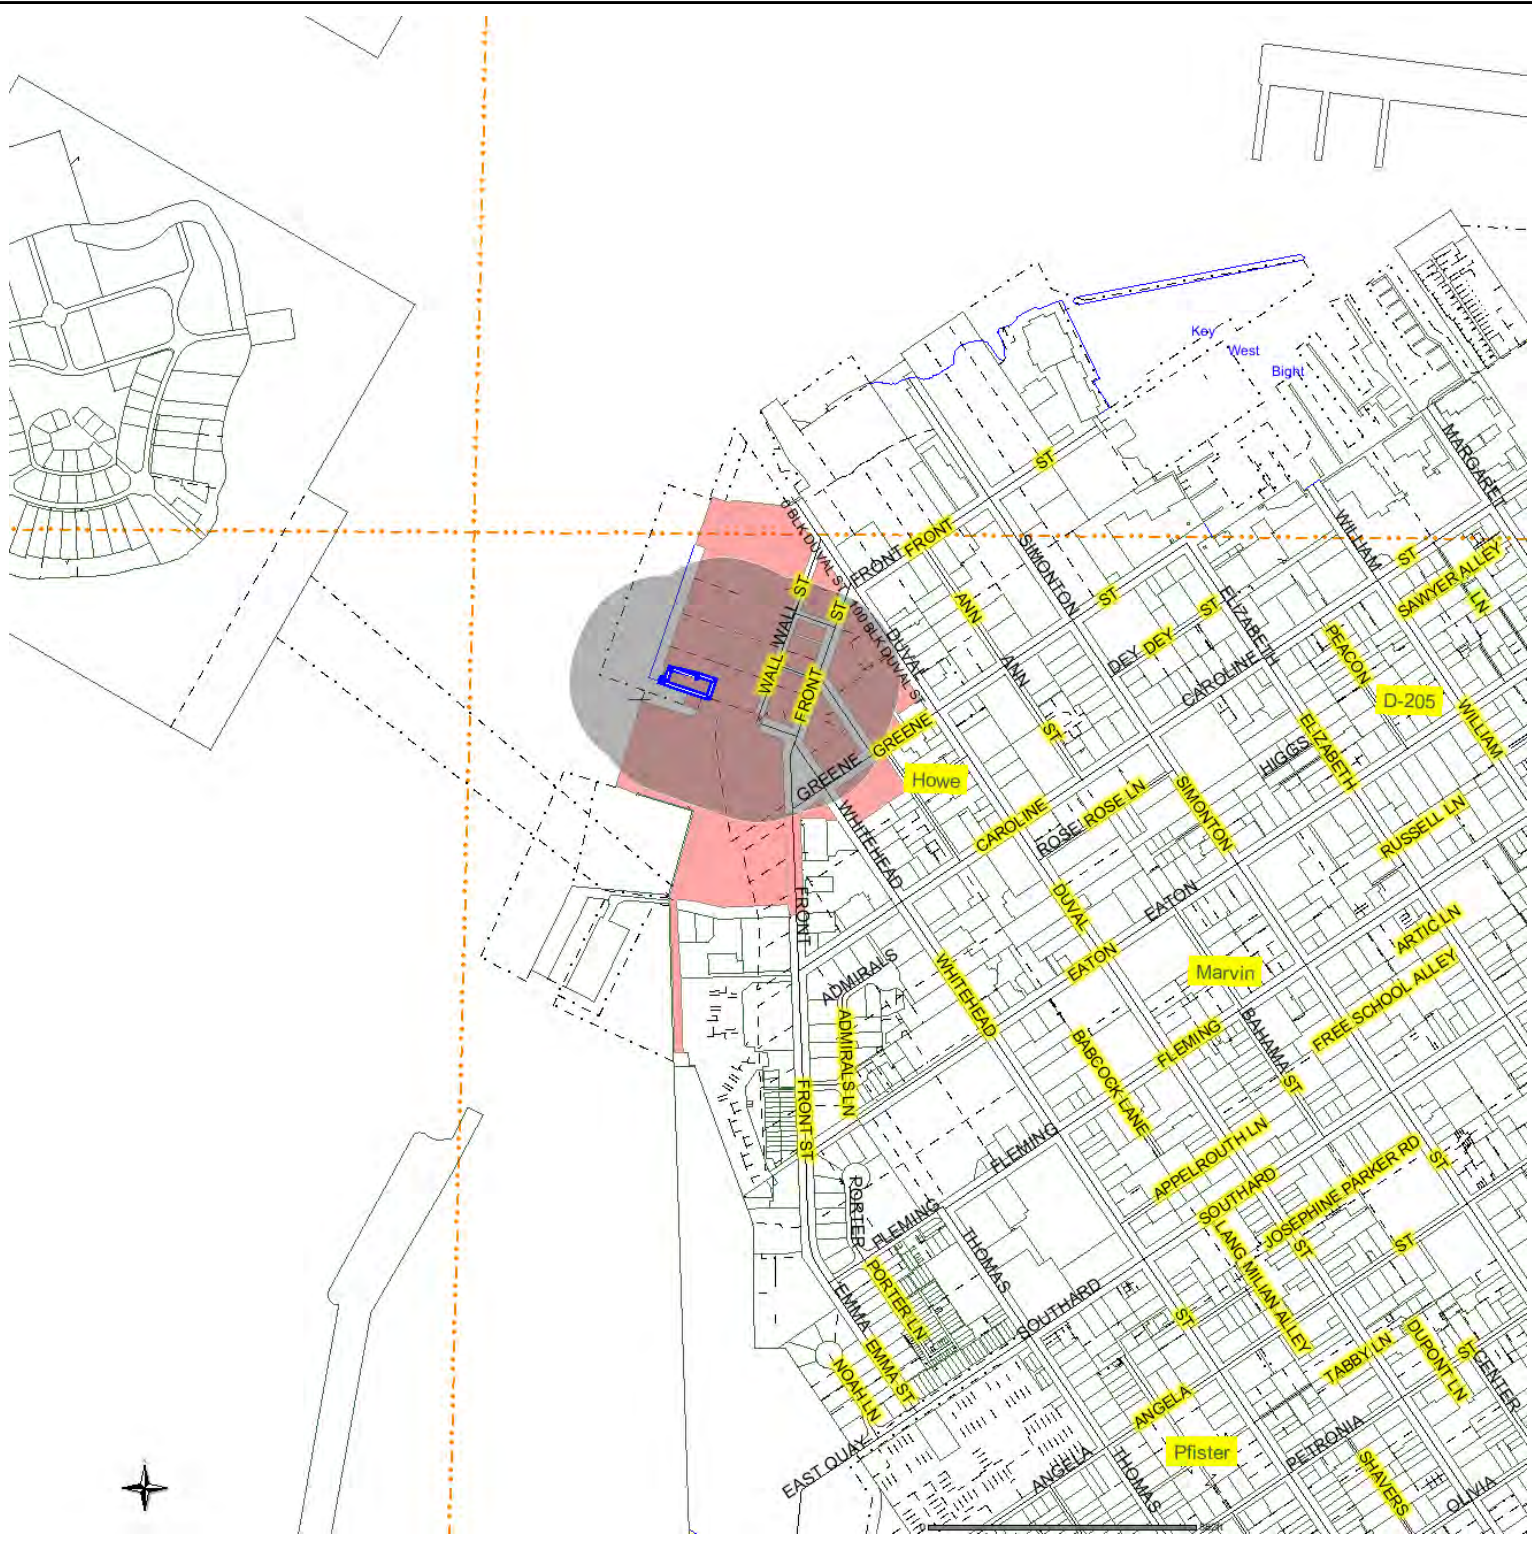 Key
West
Bight
MARGARET
ST
0 BLK DUVAL ST
WILLIAM
FRONT
FRONT
SIMONTON
ST
SAWYER ALLEY
ST
LN
ELIZABETH
ST
ST
ST
ANN
WALL
WALL
100 BLK DUVAL ST
DUVAL
DEY
DEY
PEACON
ANN
CAROLINE
D-205
FRONT
WILLIAM
GREENE
ST
ELIZABETH
HIGGS
GREENE
Howe
ROSE LN
SIMONTON
WHITEHEAD
CAROLINE
ROSE
RUSSELL LN
DUVAL
EATON
FRONT
ARTIC LN
EATON
Marvin
ADMIRALS
WHITEHEAD
FREE SCHOOL ALLEY
ADMIRALS LN
BABCOCK LANE
FLEMING
BAHAMA
ST
FRONT ST
FLEMING
APPELROUTH LN
JOSEPHINE PARKER RD
ST
SOUTHARD
PORTER
FLEMING
THOMAS
LANG MILIAN ALLEY
ST
ST
PORTER LN
EMMA
SOUTHARD
ST
DUPONT LN
TABBY LN
ST
CENTER
EMMA ST
NOAH LN
ANGELA
Pfister
PETRONIA
EAST QUAY
ANGELA
THOMAS
SHAVERS
OLIVIA
0